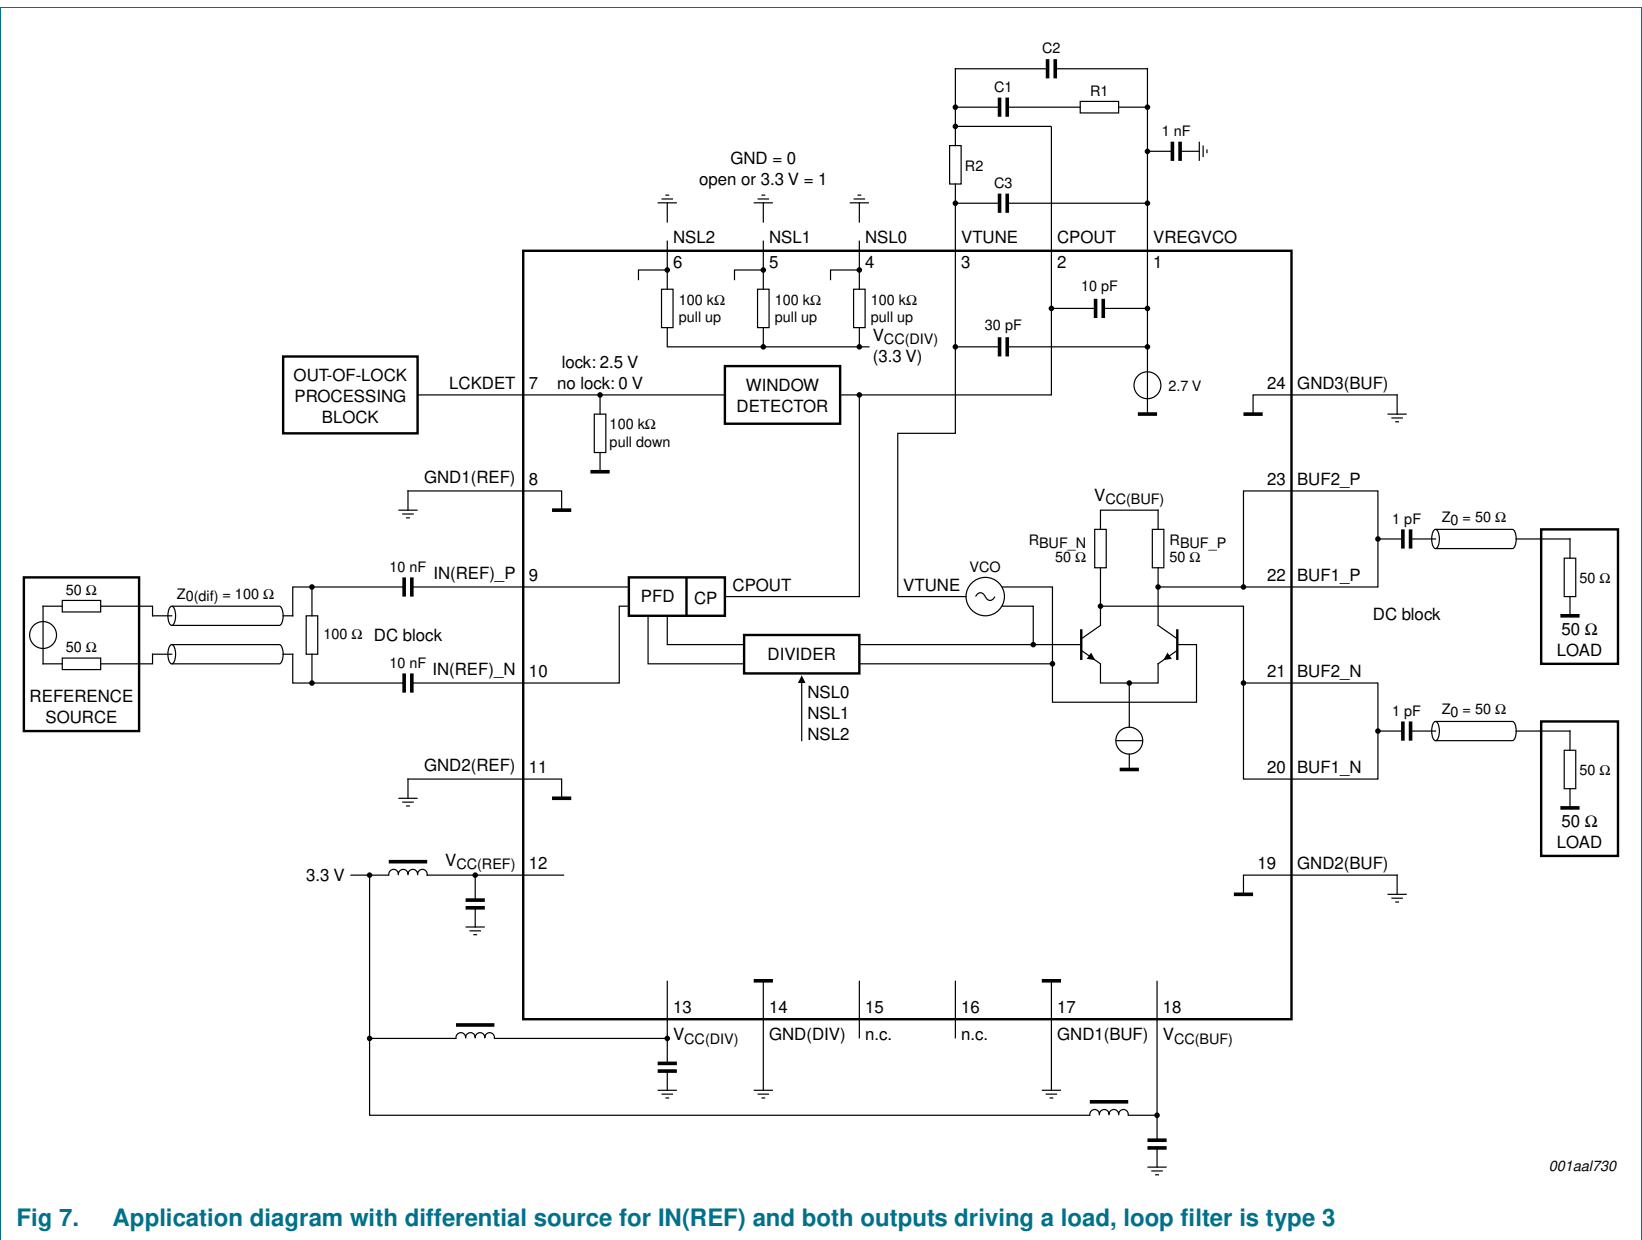 C2
C1
R1
1 nF
GND = 0
open or 3.3 V = 1
R2
C3
NSL2
NSL1
NSL0
VTUNE
CPOUT
VREGVCO
6
5
4
3
2
1
100 kΩ
pull up
100 kΩ
pull up
100 kΩ
pull up
10 pF
30 pF
VCC(DIV)
(3.3 V)
2.7 V
OUT-OF-LOCK
PROCESSING
BLOCK
LCKDET
7
lock: 2.5 V
no lock: 0 V
WINDOW
DETECTOR
100 kΩ
pull down
24
GND3(BUF)
GND1(REF)
8
23
BUF2_P
VCC(BUF)
RBUF_N
50 Ω
RBUF_P
50 Ω
1 pF
Z0 = 50 Ω
50 Ω
50 Ω
LOAD
22
BUF1_P
DC block
50 Ω
50 Ω
REFERENCE
SOURCE
Z0(dif) = 100 Ω
100 Ω
DC block
10 nF
IN(REF)_P
9
10 nF
IN(REF)_N
10
PFD
CP
CPOUT
VTUNE
VCO
DIVIDER
NSL0
NSL1
NSL2
21
BUF2_N
1 pF
Z0 = 50 Ω
50 Ω
50 Ω
LOAD
20
BUF1_N
GND2(REF)
11
3.3 V
VCC(REF)
12
19
GND2(BUF)
13
14
15
16
17
18
VCC(DIV)
GND(DIV)
n.c.
n.c.
GND1(BUF)
VCC(BUF)
001aal730
Fig 7. Application diagram with differential source for IN(REF) and both outputs driving a load, loop filter is type 3